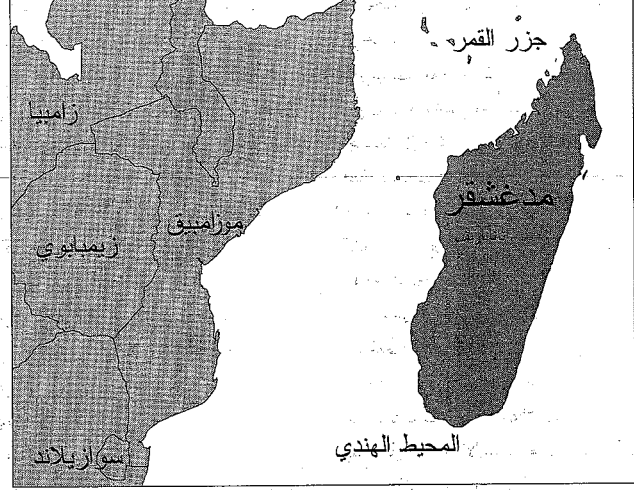 جزر القمر
زامبيا
مدغشقر
موزامبيق
زيمبابوي
المحيط الهندي
سوازيلاند